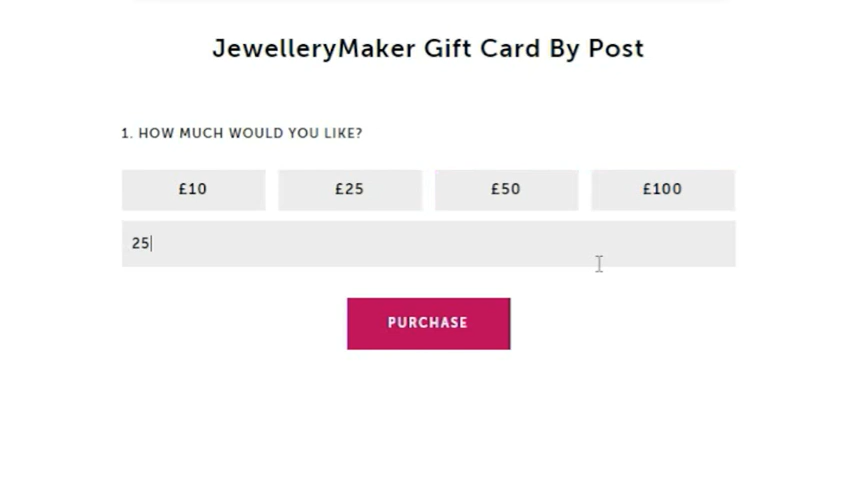 JewelleryMaker Gift Card By Post
1. HOW MUCH WOULD YOU LIKE?
£10 £25 £50 £100
25
PURCHASE